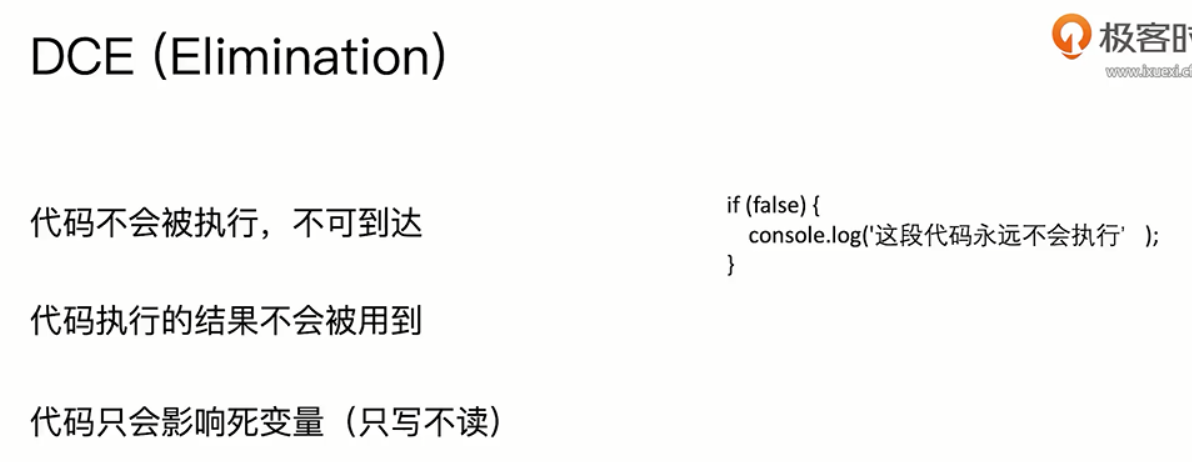 DCE (Elimination)
极客时
www.ixuexi.c
代码不会被执行，不可到达
if (false) {
console.log('这段代码永远不会执行' );
}
代码执行的结果不会被用到
代码只会影响死变量（只写不读）